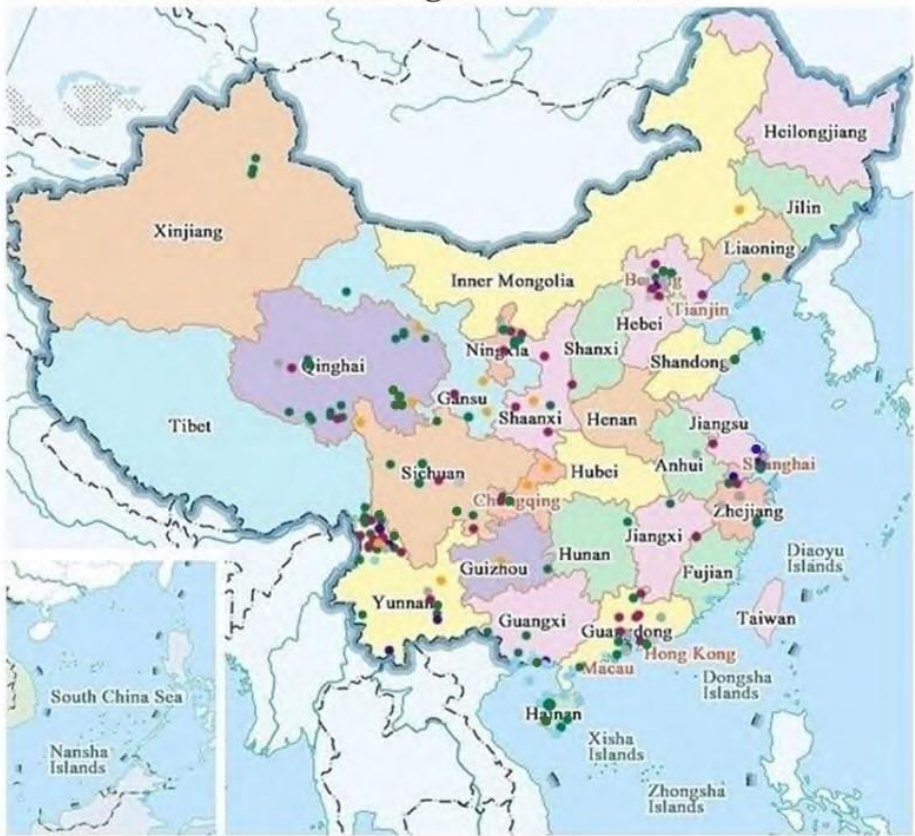 Heilongjiang
Jilin
Xinjiang
Liaoning
Inner Mongolia
Tianjin
Hebei
Ningxia
Shanxi
Shandong
Qinghai
Gansu
Shaanxi
Henan
Jiangsu
Tibet
Sichuan
Hubei
Anhui
Shanghai
Chongqing
Zhejiang
Hunan
Jiangxi
Guizhou
Fujian
Diaoyu
Islands
Yunnan
Guangxi
Guangdong
Taiwan
Hong Kong
Macau
Dongsha
Islands
South China Sea
Hainan
Xisha
Islands
Nansha
Islands
Zhongsha
Islands